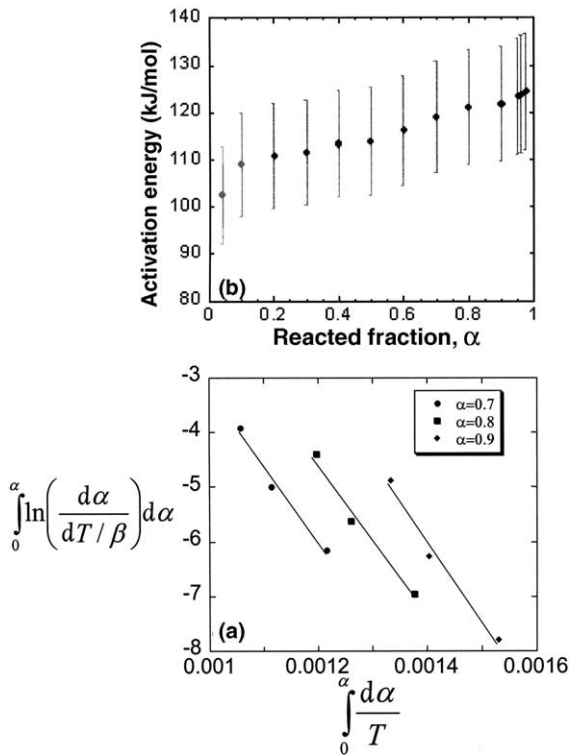 140
130
120
110
100
90
80
Activation energy (kJ/mol)
(b)
0 0.2 0.4 0.6 0.8 1
Reacted fraction, α
-3
-4
-5
-6
-7
-8
α=0.7
α=0.8
α=0.9
∫₀^α ln(dα / (dT / β)) dα
(a)
0.001 0.0012 0.0014 0.0016
∫₀^α dα / T